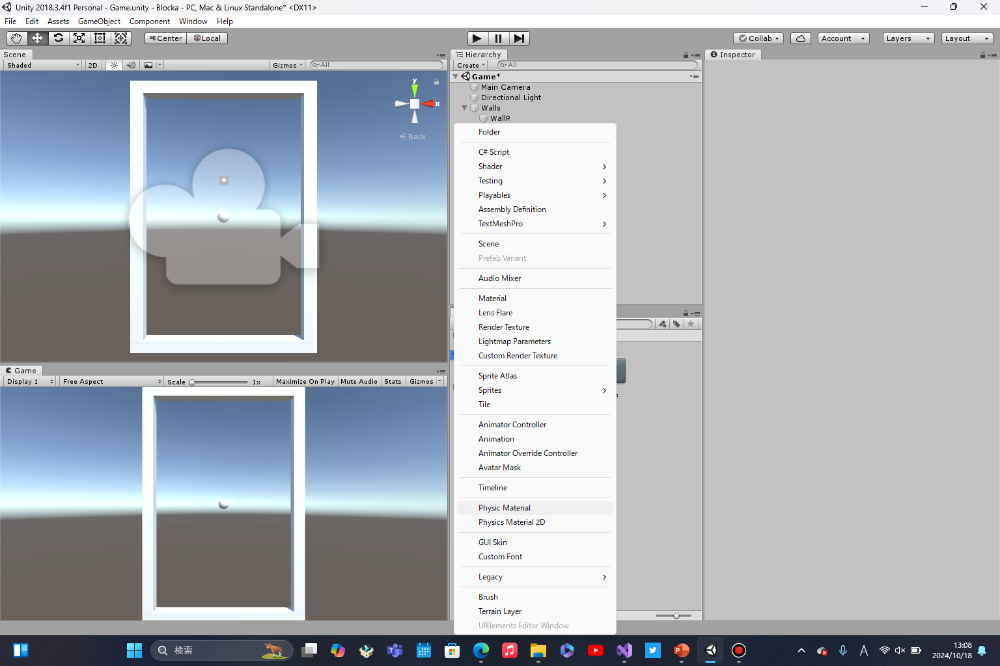 Unity 2018.3.4f1 Personal - Game.unity - Blocka - PC, Mac & Linux Standalone* <DX11>
File Edit Assets GameObject Component Window Help
Center Local Collab Account Layers Layout
Scene
Shaded 2D Gizmos All
y
x
Back
Game
Display 1 Free Aspect Scale 1x Maximize On Play Mute Audio Stats Gizmos
Hierarchy
Create All
Game*
Main Camera
Directional Light
Walls
WallR
Inspector
Folder
C# Script
Shader
Testing
Playables
Assembly Definition
TextMeshPro
Scene
Prefab Variant
Audio Mixer
Material
Lens Flare
Render Texture
Lightmap Parameters
Custom Render Texture
Sprite Atlas
Sprites
Tile
Animator Controller
Animation
Animator Override Controller
Avatar Mask
Timeline
Physic Material
Physics Material 2D
GUI Skin
Custom Font
Legacy
Brush
Terrain Layer
UIElements Editor Window
検索
A
13:08
2024/10/18